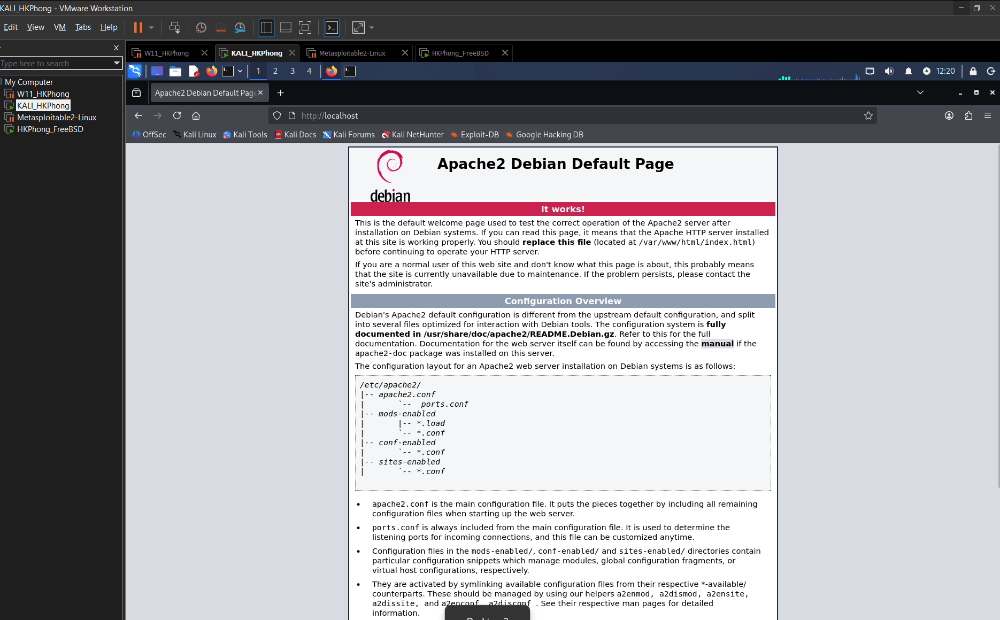 KALI_HKPhong - VMware Workstation
Edit View VM Tabs Help
W11_HKPhong KALI_HKPhong Metasploitable2-Linux HKPhong_FreeBSD
Type here to search
My Computer
W11_HKPhong
KALI_HKPhong
Metasploitable2-Linux
HKPhong_FreeBSD
1 2 3 4 12:20
Apache2 Debian Default Pag
http://localhost
OffSec Kali Linux Kali Tools Kali Docs Kali Forums Kali NetHunter Exploit-DB Google Hacking DB
debian
Apache2 Debian Default Page
It works!
This is the default welcome page used to test the correct operation of the Apache2 server after
installation on Debian systems. If you can read this page, it means that the Apache HTTP server installed
at this site is working properly. You should replace this file (located at /var/www/html/index.html)
before continuing to operate your HTTP server.
If you are a normal user of this web site and don't know what this page is about, this probably means
that the site is currently unavailable due to maintenance. If the problem persists, please contact the
site's administrator.
Configuration Overview
Debian's Apache2 default configuration is different from the upstream default configuration, and split
into several files optimized for interaction with Debian tools. The configuration system is fully
documented in /usr/share/doc/apache2/README.Debian.gz. Refer to this for the full
documentation. Documentation for the web server itself can be found by accessing the manual if the
apache2-doc package was installed on this server.
The configuration layout for an Apache2 web server installation on Debian systems is as follows:
/etc/apache2/
|-- apache2.conf
|       `--  ports.conf
|-- mods-enabled
|       |-- *.load
|       `-- *.conf
|-- conf-enabled
|       `-- *.conf
|-- sites-enabled
|       `-- *.conf
• apache2.conf is the main configuration file. It puts the pieces together by including all remaining
configuration files when starting up the web server.
• ports.conf is always included from the main configuration file. It is used to determine the
listening ports for incoming connections, and this file can be customized anytime.
• Configuration files in the mods-enabled/, conf-enabled/ and sites-enabled/ directories contain
particular configuration snippets which manage modules, global configuration fragments, or
virtual host configurations, respectively.
• They are activated by symlinking available configuration files from their respective *-available/
counterparts. These should be managed by using our helpers a2enmod, a2dismod, a2ensite,
a2dissite, and a2enconf, a2disconf . See their respective man pages for detailed
information.